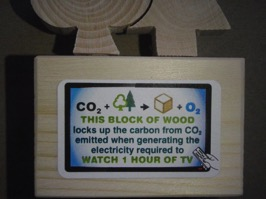 CO₂ + → + O₂
THIS BLOCK OF WOOD
locks up the carbon from CO₂
emitted when generating the
electricity required to
WATCH 1 HOUR OF TV